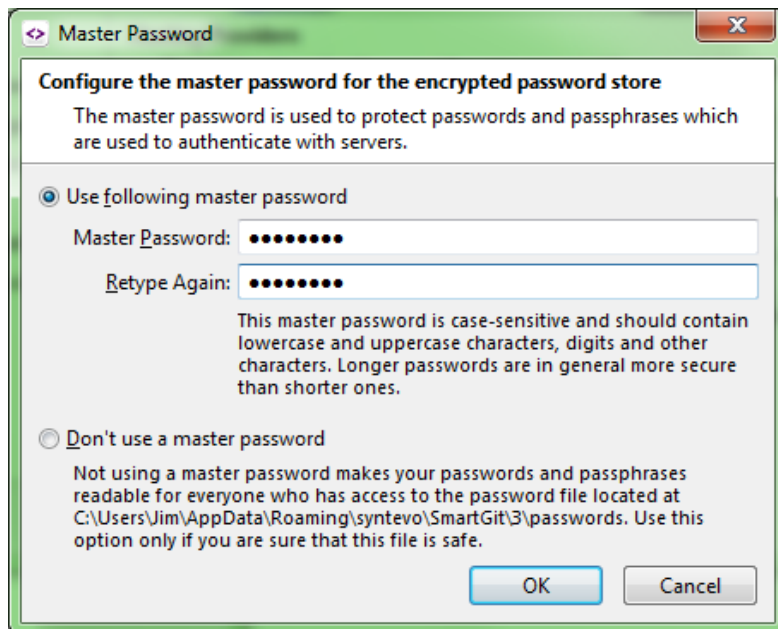 Master Password
Configure the master password for the encrypted password store
The master password is used to protect passwords and passphrases which
are used to authenticate with servers.
Use following master password
Master Password: ●●●●●●●●
Retype Again: ●●●●●●●●
This master password is case-sensitive and should contain
lowercase and uppercase characters, digits and other
characters. Longer passwords are in general more secure
than shorter ones.
Don't use a master password
Not using a master password makes your passwords and passphrases
readable for everyone who has access to the password file located at
C:\Users\Jim\AppData\Roaming\syntevo\SmartGit\3\passwords. Use this
option only if you are sure that this file is safe.
OK Cancel